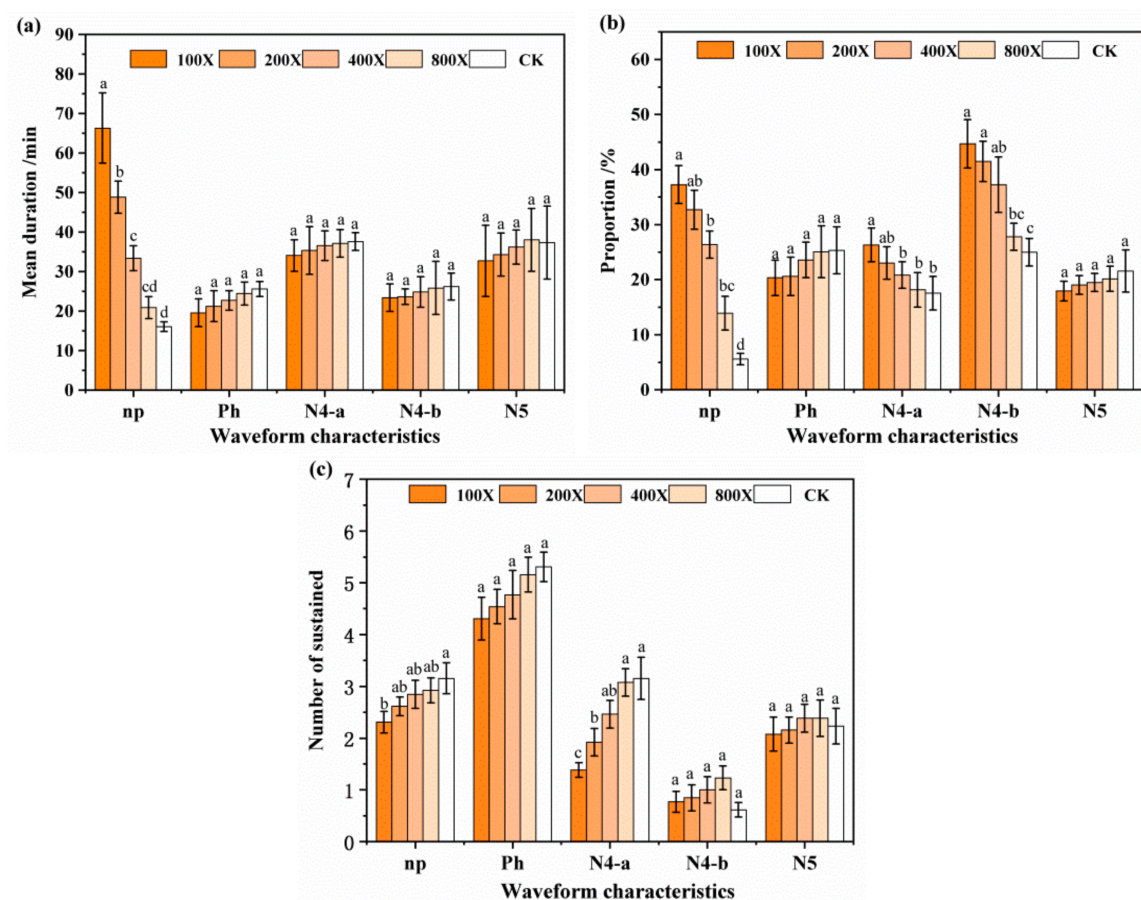 (a)
90
80
70
60
50
40
30
20
10
0
Mean duration /min
100X 200X 400X 800X CK
a b c cd d
a a a a a
a a a a a
a a a a a
a a a a a
np Ph N4-a N4-b N5
Waveform characteristics
(b)
60
50
40
30
20
10
0
Proportion /%
100X 200X 400X 800X CK
a ab b bc d
a a a a a
a ab b b b
a a ab bc c
a a a a a
np Ph N4-a N4-b N5
Waveform characteristics
(c)
7
6
5
4
3
2
1
0
Number of sustained
100X 200X 400X 800X CK
b ab ab ab a
a a a a a
c b ab a a
a a a a a
a a a a a
np Ph N4-a N4-b N5
Waveform characteristics